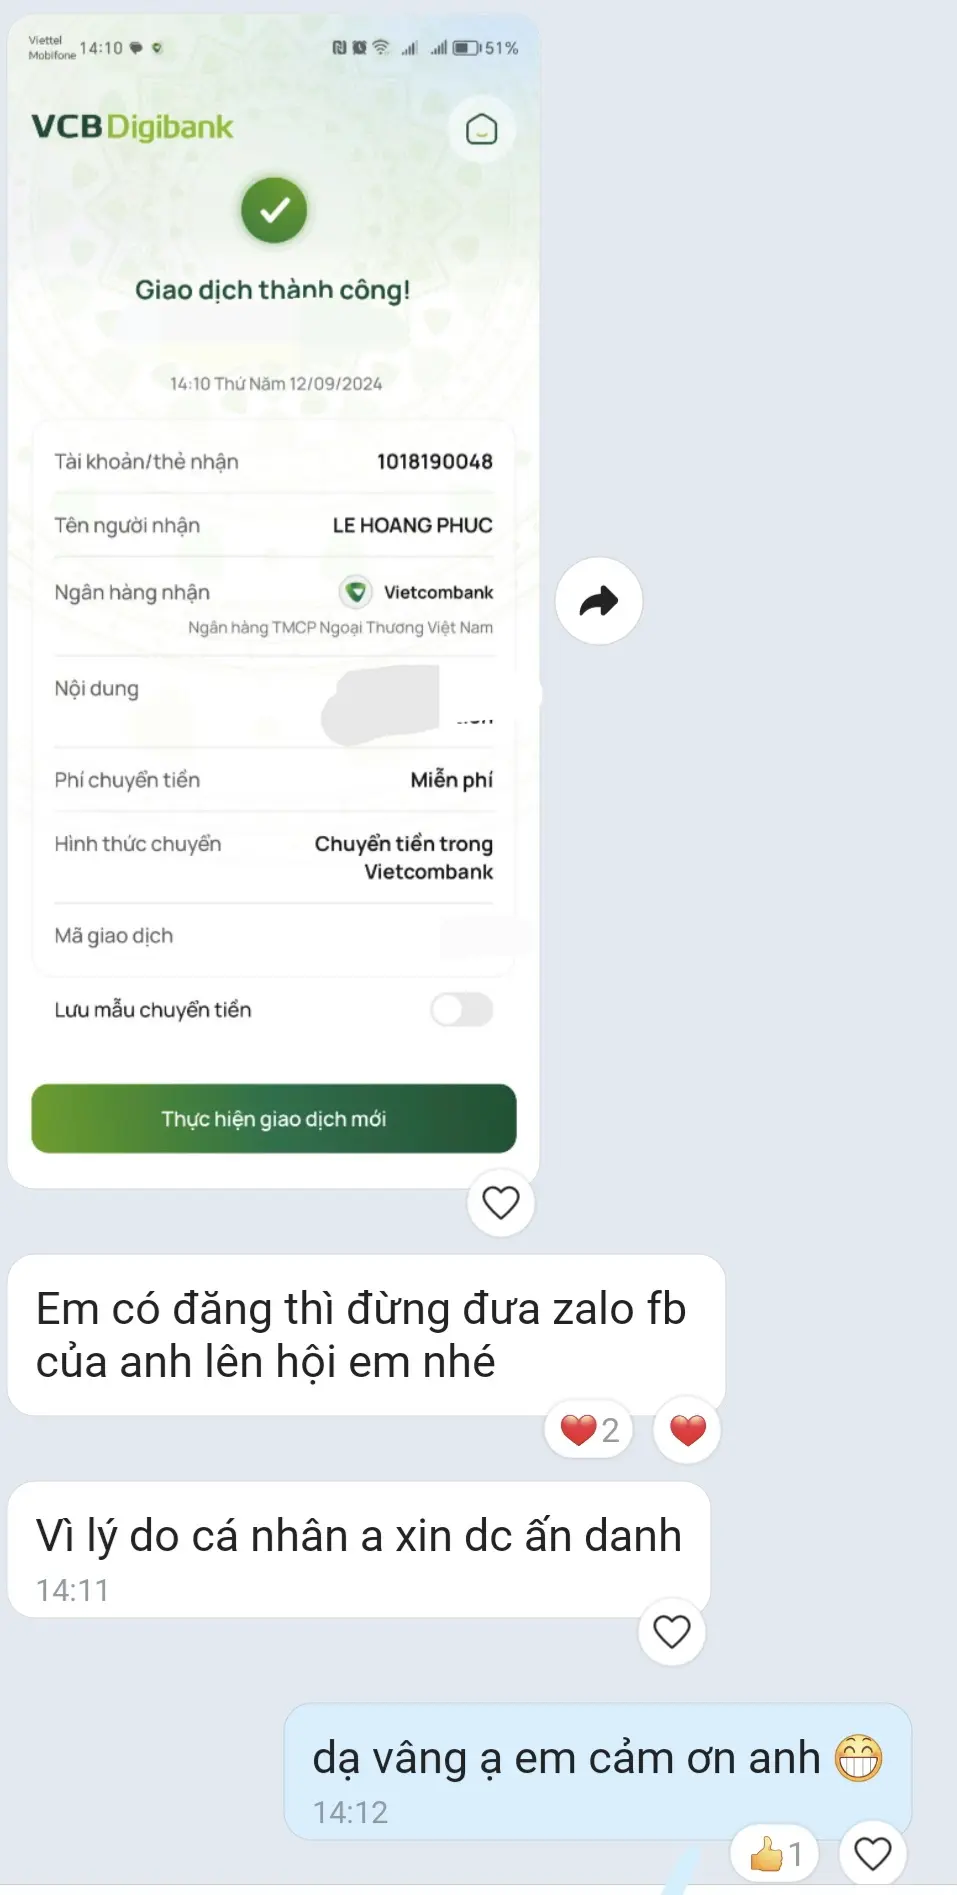 Viettel
Mobifone 14:10 51%
VCB Digibank
Giao dịch thành công!
14:10 Thứ Năm 12/09/2024
Tài khoản/thẻ nhận 1018190048
Tên người nhận LE HOANG PHUC
Ngân hàng nhận Vietcombank
Ngân hàng TMCP Ngoại Thương Việt Nam
Nội dung
Phí chuyển tiền Miễn phí
Hình thức chuyển Chuyển tiền trong
Vietcombank
Mã giao dịch
Lưu mẫu chuyển tiền
Thực hiện giao dịch mới
Em có đăng thì đừng đưa zalo fb
của anh lên hội em nhé
2
Vì lý do cá nhân a xin dc ẩn danh
14:11
dạ vâng ạ em cảm ơn anh
14:12
1